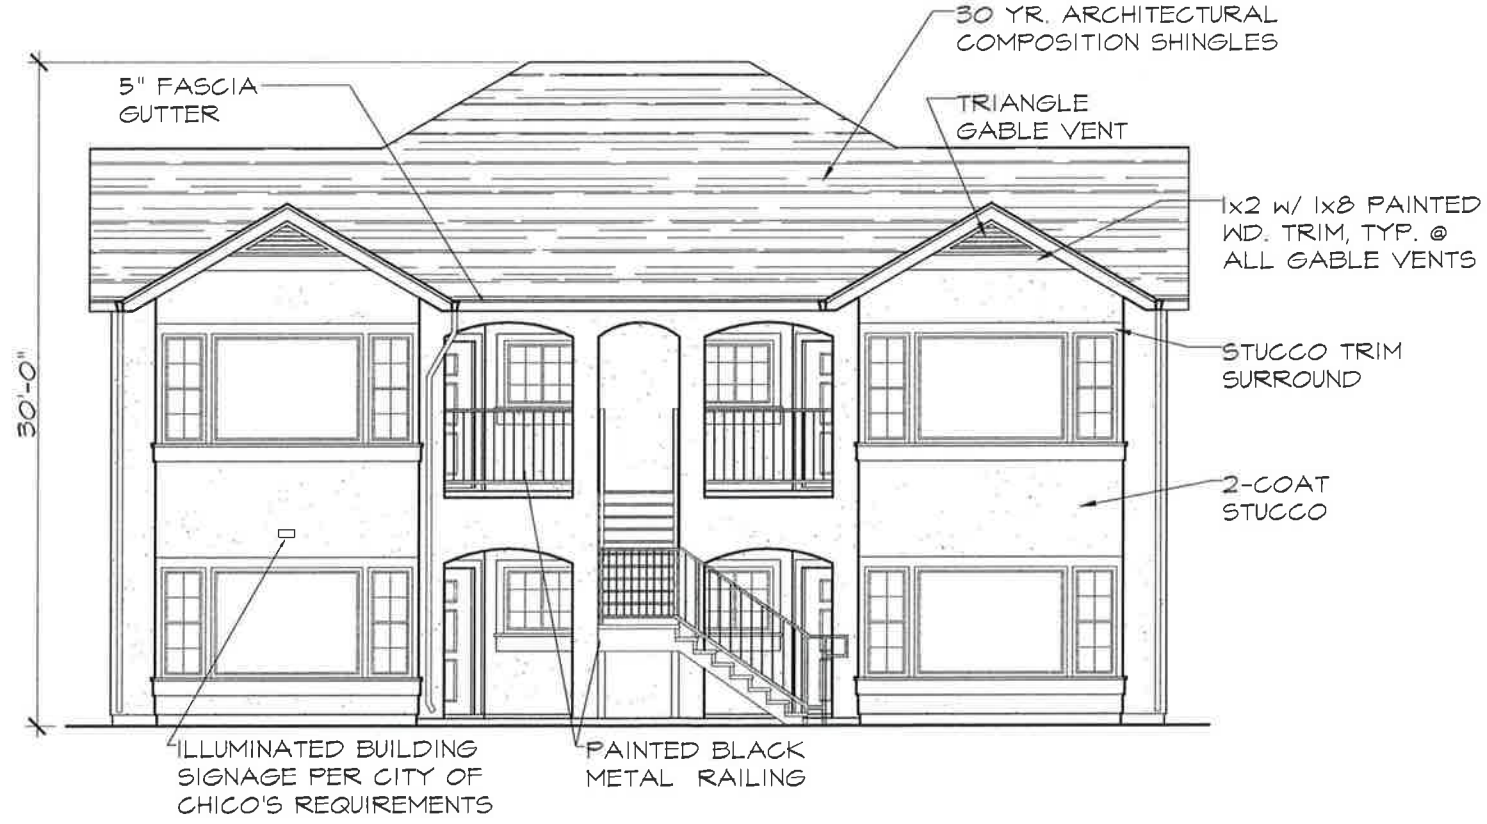 30 YR. ARCHITECTURAL
COMPOSITION SHINGLES
5" FASCIA
GUTTER
TRIANGLE
GABLE VENT
1x2 W/ 1x8 PAINTED
WD. TRIM, TYP. @
ALL GABLE VENTS
STUCCO TRIM
SURROUND
30'-0"
2-COAT
STUCCO
ILLUMINATED BUILDING
SIGNAGE PER CITY OF
CHICO'S REQUIREMENTS
PAINTED BLACK
METAL RAILING